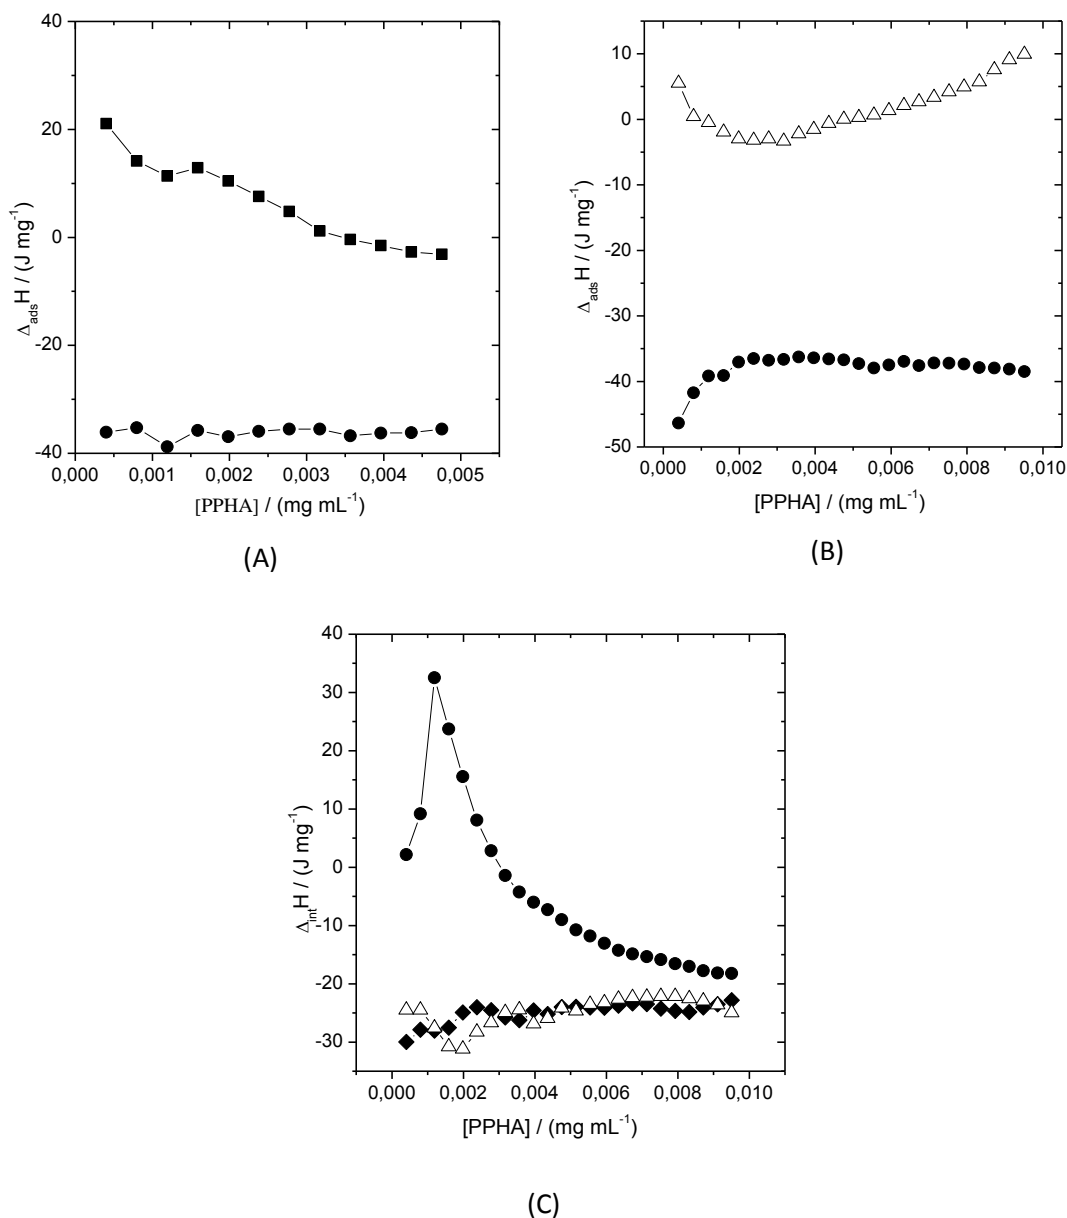 40
20
0
-20
-40
0,000 0,001 0,002 0,003 0,004 0,005
ΔadsH / (J mg-1)
[PPHA] / (mg mL-1)
(A)
10
0
-10
-20
-30
-40
-50
0,000 0,002 0,004 0,006 0,008 0,010
ΔadsH / (J mg-1)
[PPHA] / (mg mL-1)
(B)
40
30
20
10
0
-10
-20
-30
0,000 0,002 0,004 0,006 0,008 0,010
ΔintH / (J mg-1)
[PPHA] / (mg mL-1)
(C)